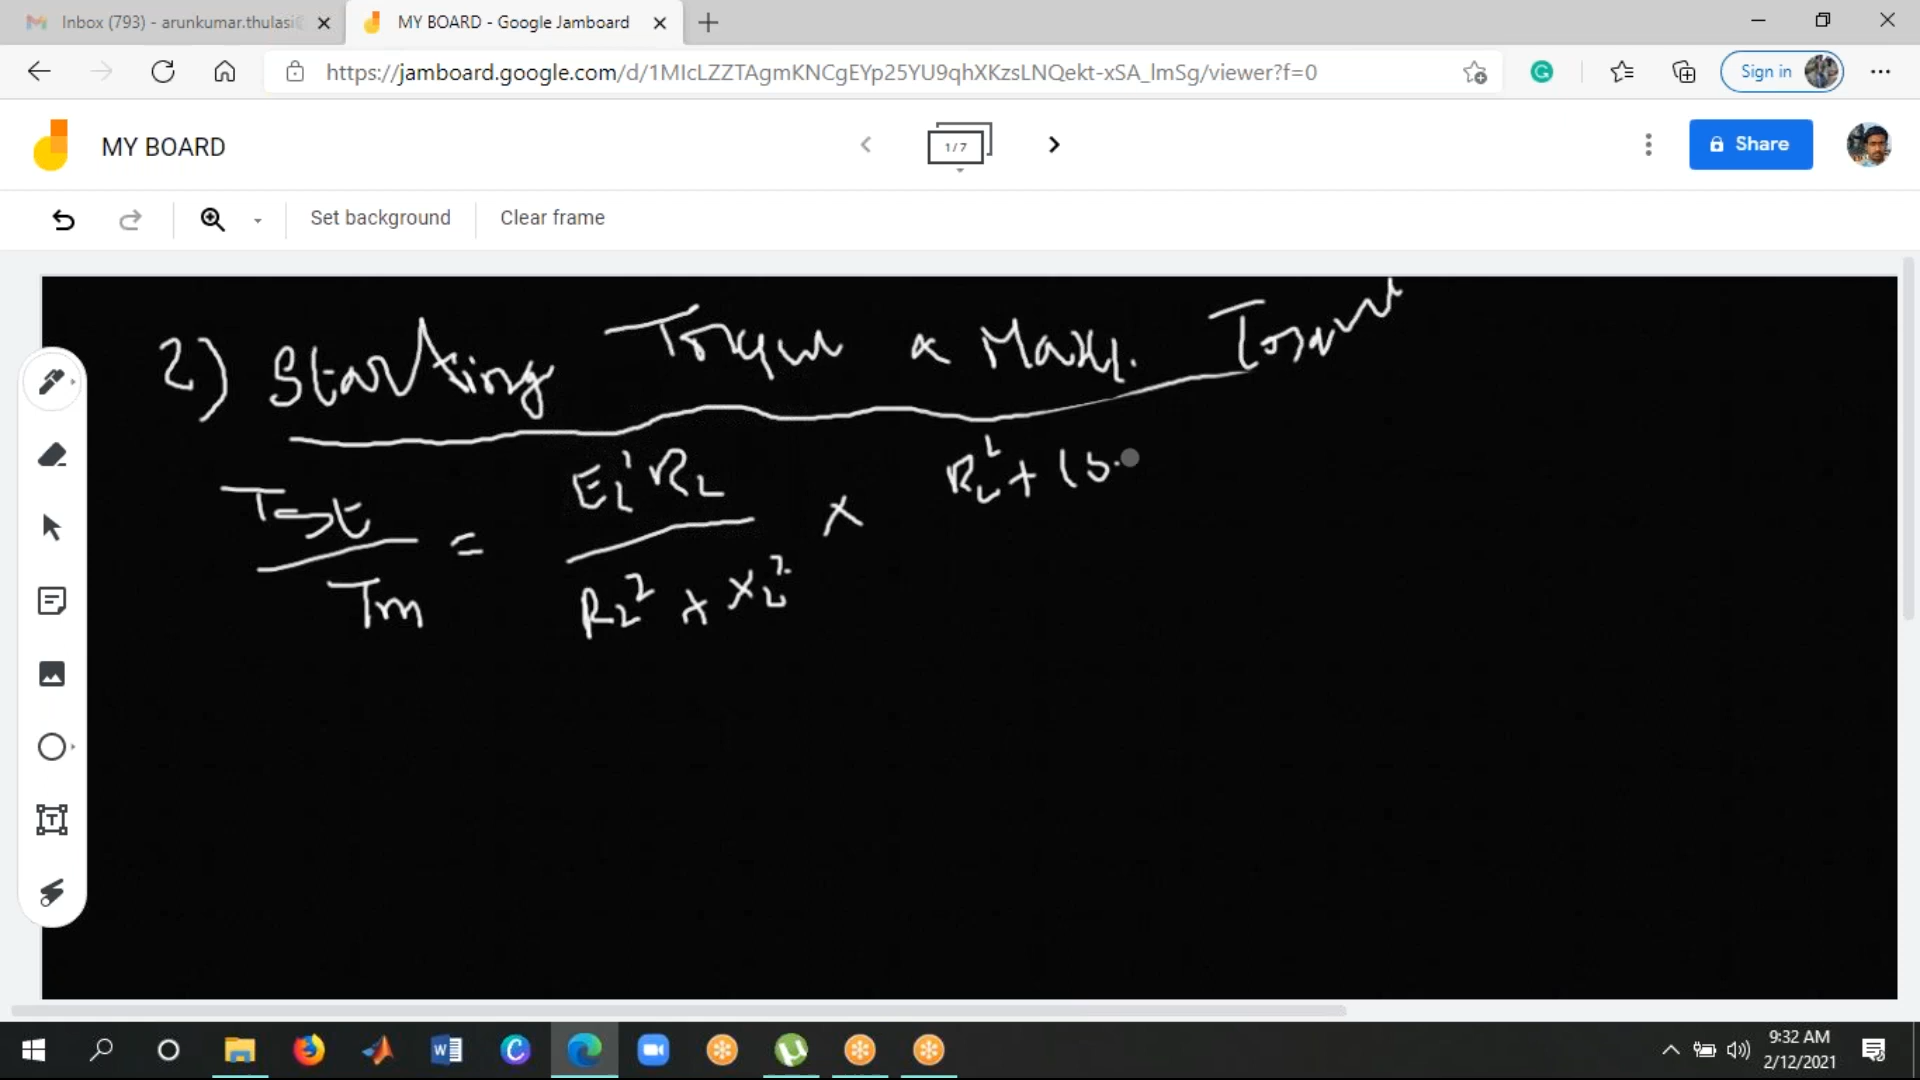 Inbox (793) - arunkumar.thulasi
MY BOARD - Google Jamboard
https://jamboard.google.com/d/1MIcLZZTAgmKNCgEYp25YU9qhXKzsLNQekt-xSA_lmSg/viewer?f=0
Sign in
MY BOARD
1/7
Share
Set background
Clear frame
2) Starting Torque & Maxi. Torque
Tst / Tm = E2' R2 / R2² + X2² × R2² + (s.
9:32 AM
2/12/2021